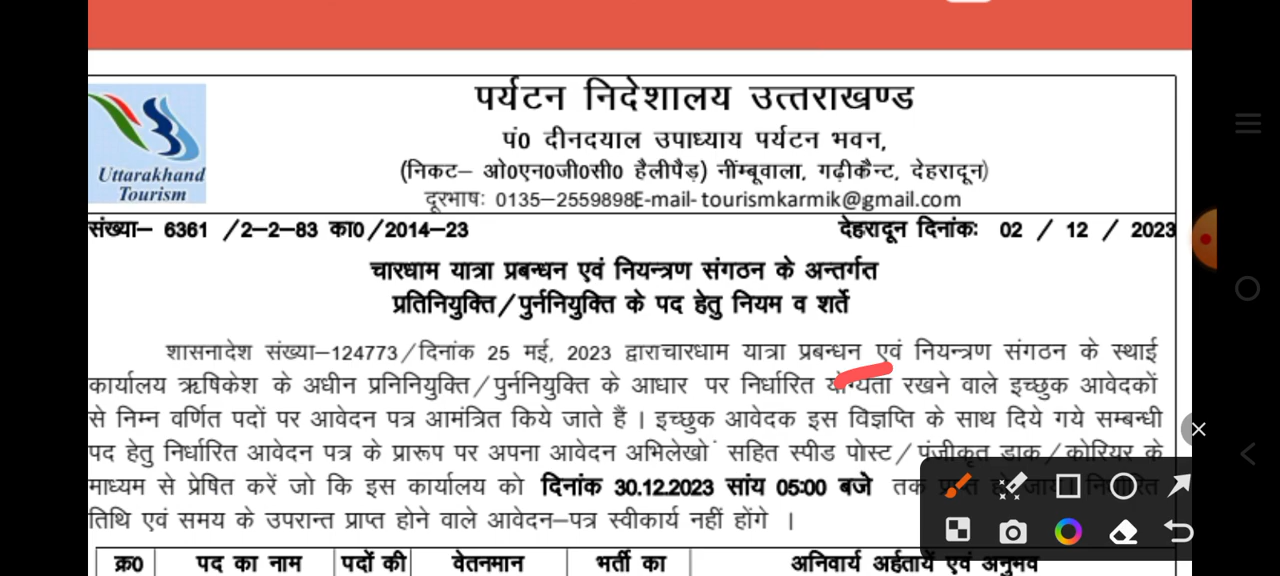 पर्यटन निदेशालय उत्तराखण्ड
Uttarakhand
Tourism
पं0 दीनदयाल उपाध्याय पर्यटन भवन,
(निकट– ओ0एन0जी0सी0 हैलीपैड़) नींम्बूवाला, गढ़ीकैन्ट, देहरादून)
दूरभाषः 0135–2559898E-mail- tourismkarmik@gmail.com
संख्या– 6361 /2–2–83 का0/2014–23 देहरादून दिनांकः 02 / 12 / 2023
चारधाम यात्रा प्रबन्धन एवं नियन्त्रण संगठन के अन्तर्गत
प्रतिनियुक्ति/पुर्ननियुक्ति के पद हेतु नियम व शर्ते
शासनादेश संख्या–124773/दिनांक 25 मई, 2023 द्वाराचारधाम यात्रा प्रबन्धन एवं नियन्त्रण संगठन के स्थाई
कार्यालय ऋषिकेश के अधीन प्रनिनियुक्ति/पुर्ननियुक्ति के आधार पर निर्धारित योग्यता रखने वाले इच्छुक आवेदकों
से निम्न वर्णित पदों पर आवेदन पत्र आमंत्रित किये जाते हैं । इच्छुक आवेदक इस विज्ञप्ति के साथ दिये गये सम्बन्धी
पद हेतु निर्धारित आवेदन पत्र के प्रारूप पर अपना आवेदन अभिलेखों सहित स्पीड पोस्ट/पंजीकृत डाक/कोरियर के
माध्यम से प्रेषित करें जो कि इस कार्यालय को दिनांक 30.12.2023 सांय 05:00 बजे तक प्राप्त हो जाय। निर्धारित
तिथि एवं समय के उपरान्त प्राप्त होने वाले आवेदन–पत्र स्वीकार्य नहीं होंगे ।
क्र0 पद का नाम पदों की वेतनमान भर्ती का अनिवार्य अर्हतायें एवं अनुभव